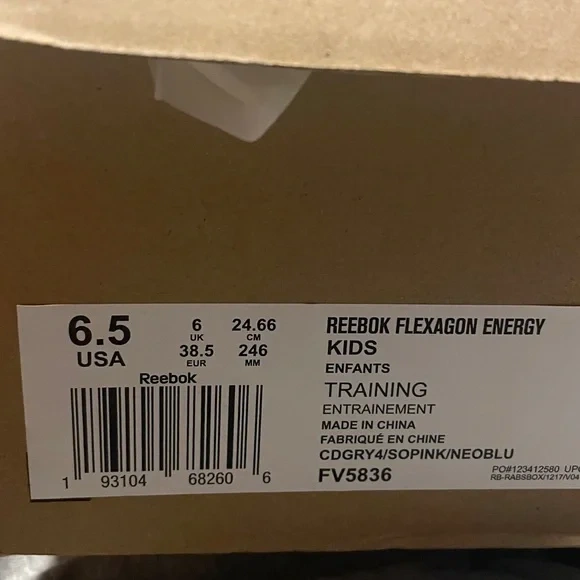 6.5
USA
6
UK
38.5
EUR
24.66
CM
246
MM
REEBOK FLEXAGON ENERGY
KIDS
ENFANTS
TRAINING
ENTRAINEMENT
MADE IN CHINA
FABRIQUÉ EN CHINE
CDGRY4/SOPINK/NEOBLU
FV5836
PO#123412580
RB-RABSBOX/1217/V04
Reebok
1 93104 68260 6